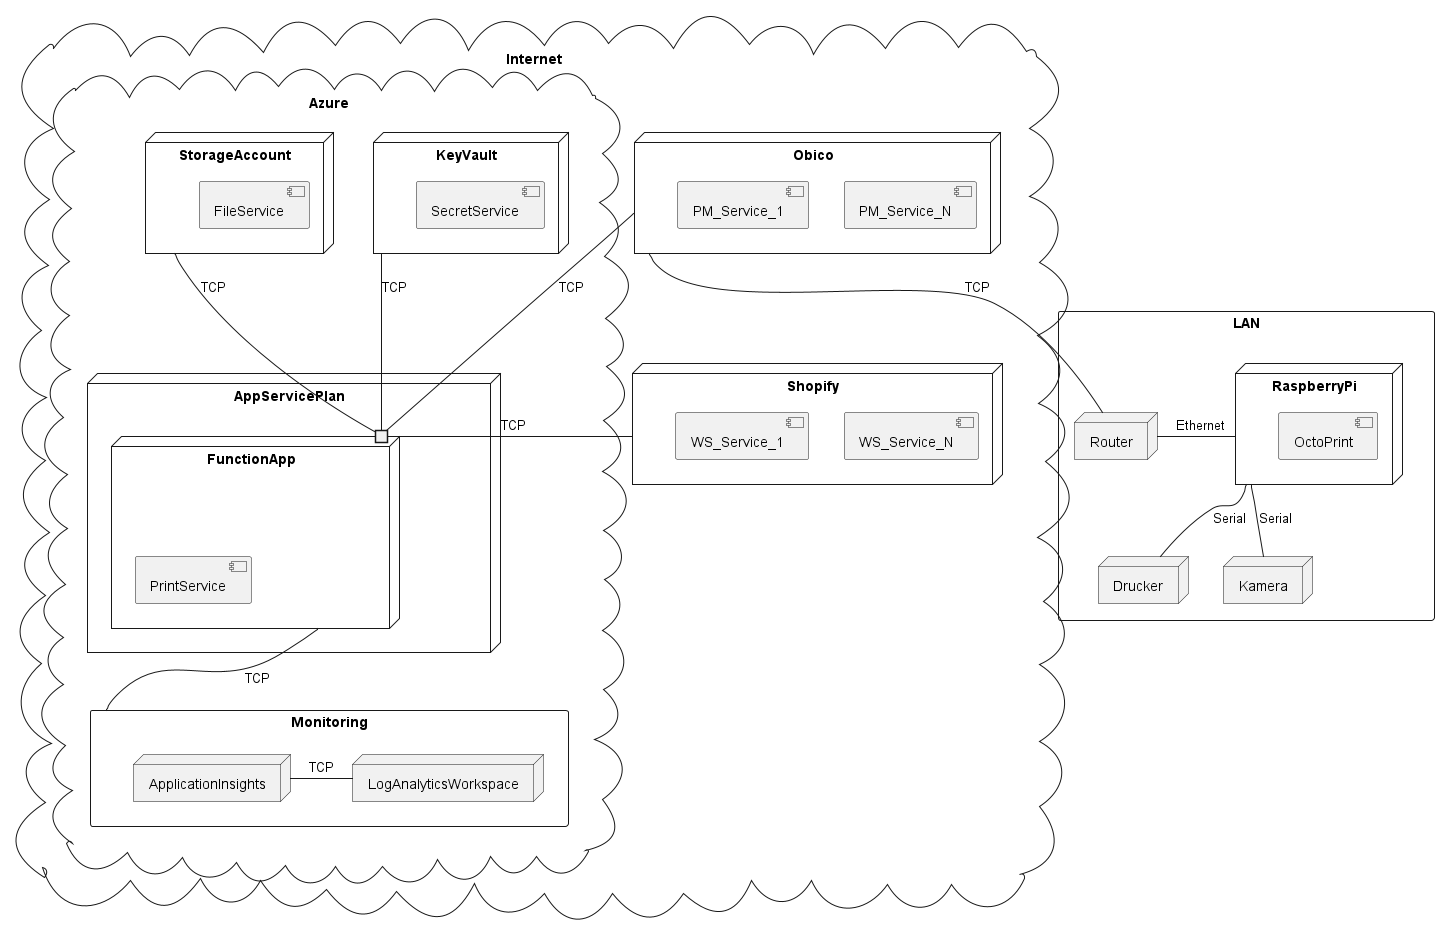 Internet
Azure
StorageAccount
KeyVault
Obico
FileService
SecretService
PM_Service_1
PM_Service_N
TCP
TCP
TCP
TCP
LAN
AppServicePlan
Shopify
RaspberryPi
TCP
WS_Service_1
WS_Service_N
Router
Ethernet
OctoPrint
FunctionApp
Serial
Serial
PrintService
Drucker
Kamera
TCP
Monitoring
ApplicationInsights
TCP
LogAnalyticsWorkspace